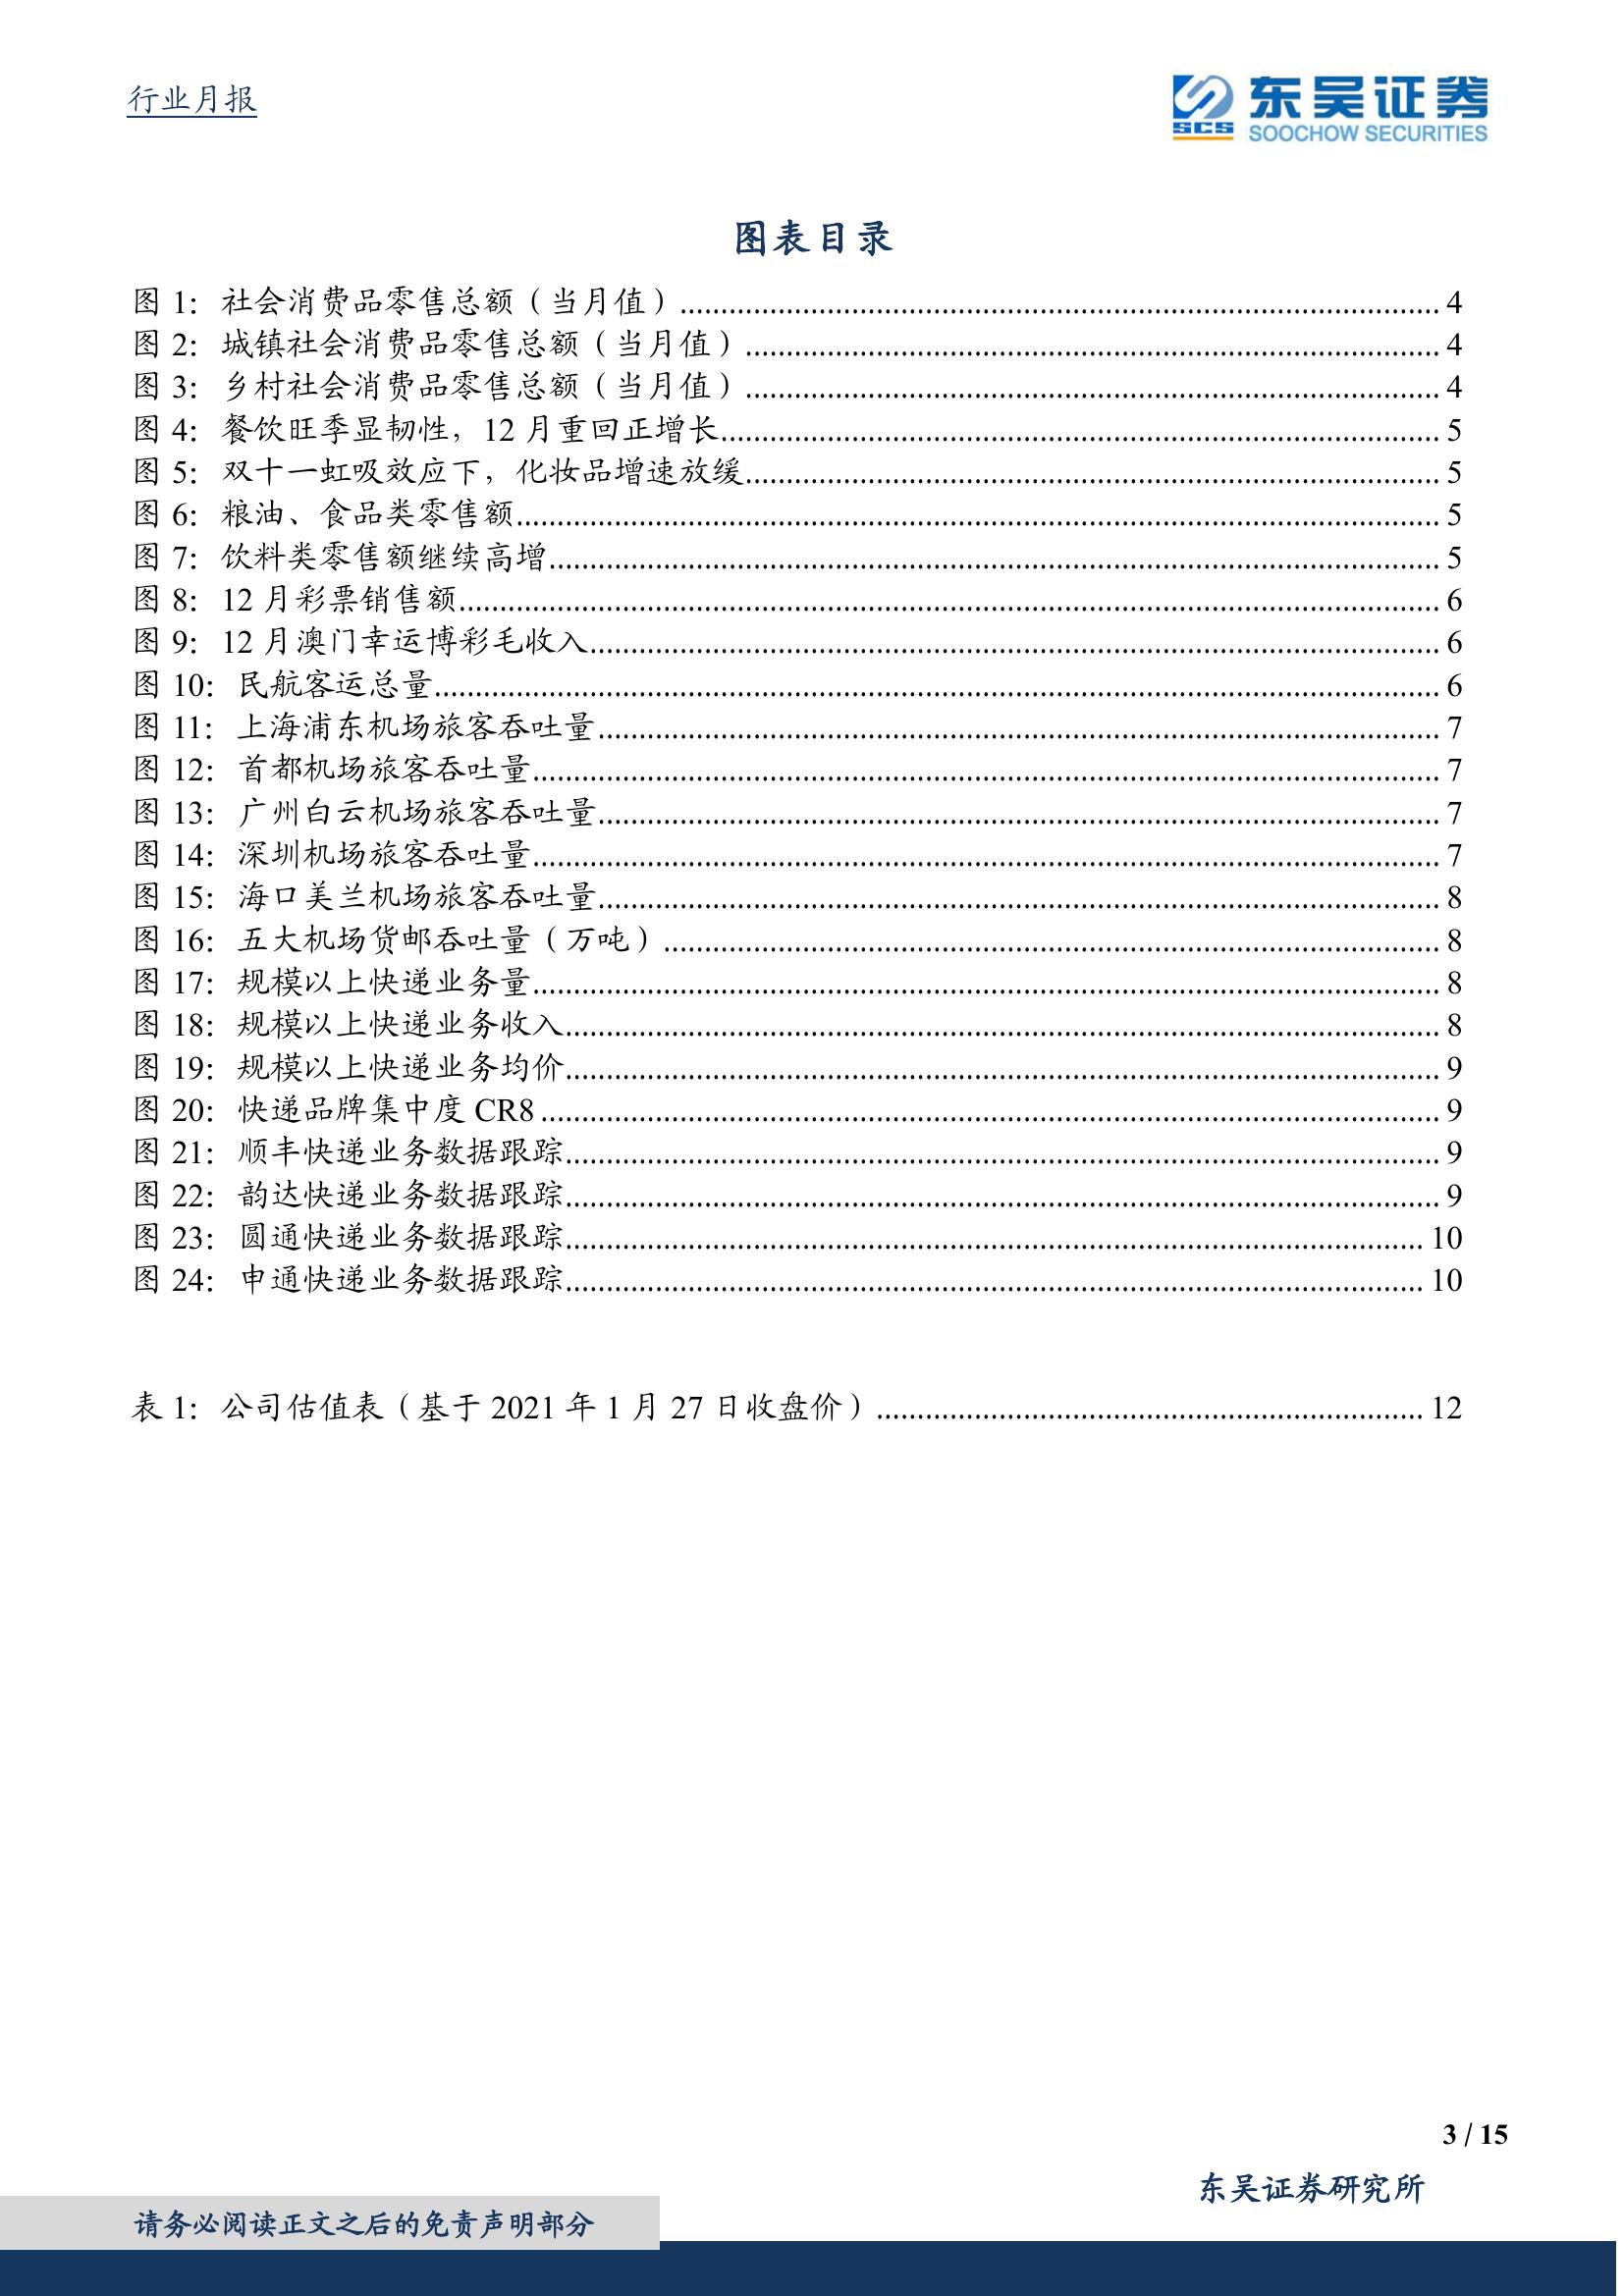 行业月报
SCS 东吴证券
SOOCHOW SECURITIES
图表目录
图 1：社会消费品零售总额（当月值）........ 4
图 2：城镇社会消费品零售总额（当月值）........ 4
图 3：乡村社会消费品零售总额（当月值）........ 4
图 4：餐饮旺季显韧性，12 月重回正增长........ 5
图 5：双十一虹吸效应下，化妆品增速放缓........ 5
图 6：粮油、食品类零售额........ 5
图 7：饮料类零售额继续高增........ 5
图 8：12 月彩票销售额........ 6
图 9：12 月澳门幸运博彩毛收入........ 6
图 10：民航客运总量........ 6
图 11：上海浦东机场旅客吞吐量........ 7
图 12：首都机场旅客吞吐量........ 7
图 13：广州白云机场旅客吞吐量........ 7
图 14：深圳机场旅客吞吐量........ 7
图 15：海口美兰机场旅客吞吐量........ 8
图 16：五大机场货邮吞吐量（万吨）........ 8
图 17：规模以上快递业务量........ 8
图 18：规模以上快递业务收入........ 8
图 19：规模以上快递业务均价........ 9
图 20：快递品牌集中度 CR8........ 9
图 21：顺丰快递业务数据跟踪........ 9
图 22：韵达快递业务数据跟踪........ 9
图 23：圆通快递业务数据跟踪........ 10
图 24：申通快递业务数据跟踪........ 10
表 1：公司估值表（基于 2021 年 1 月 27 日收盘价）........ 12
3 / 15
东吴证券研究所
请务必阅读正文之后的免责声明部分